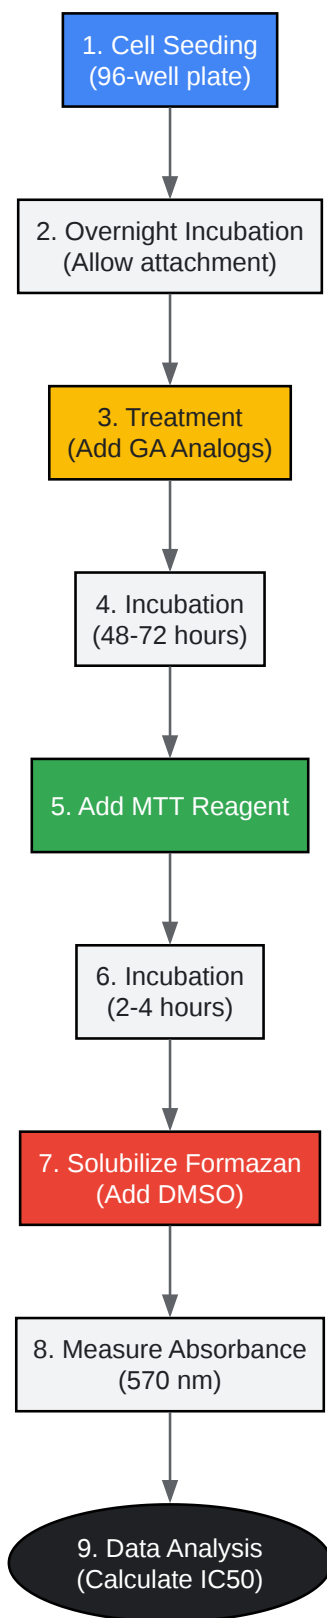 1. Cell Seeding
(96-well plate)
2. Overnight Incubation
(Allow attachment)
3. Treatment
(Add GA Analogs)
4. Incubation
(48-72 hours)
5. Add MTT Reagent
6. Incubation
(2-4 hours)
7. Solubilize Formazan
(Add DMSO)
8. Measure Absorbance
(570 nm)
9. Data Analysis
(Calculate IC50)